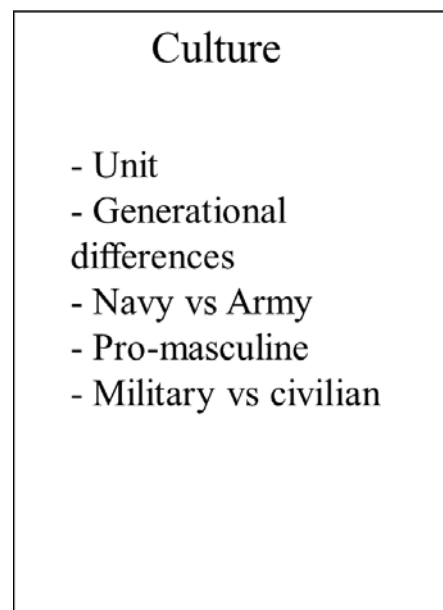 Culture
- Unit
- Generational
differences
- Navy vs Army
- Pro-masculine
- Military vs civilian